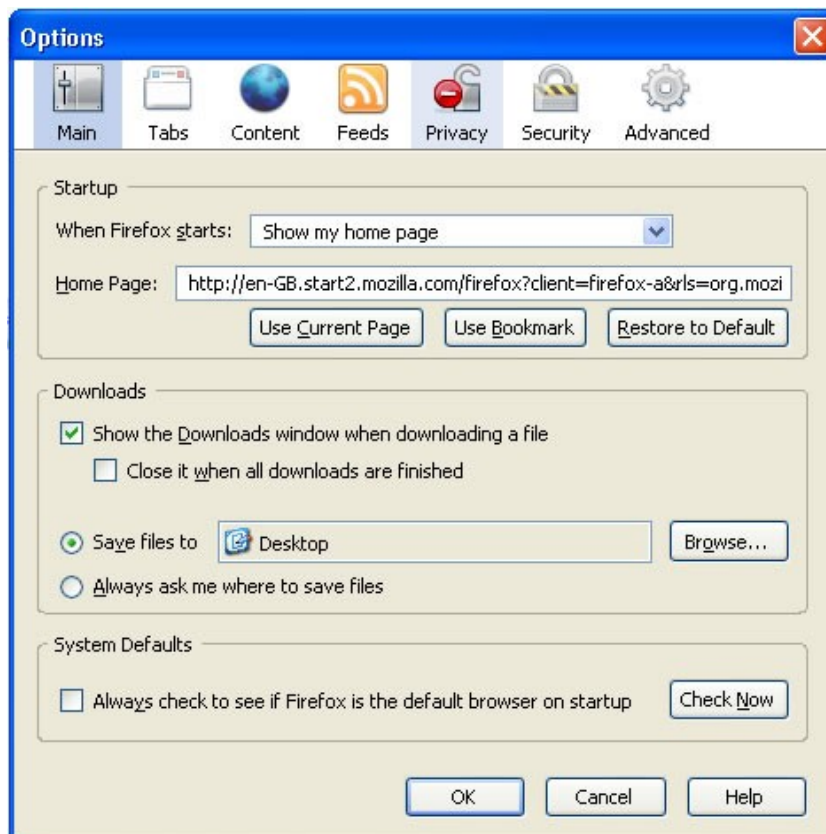 Options
Main Tabs Content Feeds Privacy Security Advanced
Startup
When Firefox starts: Show my home page
Home Page: http://en-GB.start2.mozilla.com/firefox?client=firefox-a&rls=org.mozi
Use Current Page Use Bookmark Restore to Default
Downloads
Show the Downloads window when downloading a file
Close it when all downloads are finished
Save files to Desktop Browse...
Always ask me where to save files
System Defaults
Always check to see if Firefox is the default browser on startup Check Now
OK Cancel Help